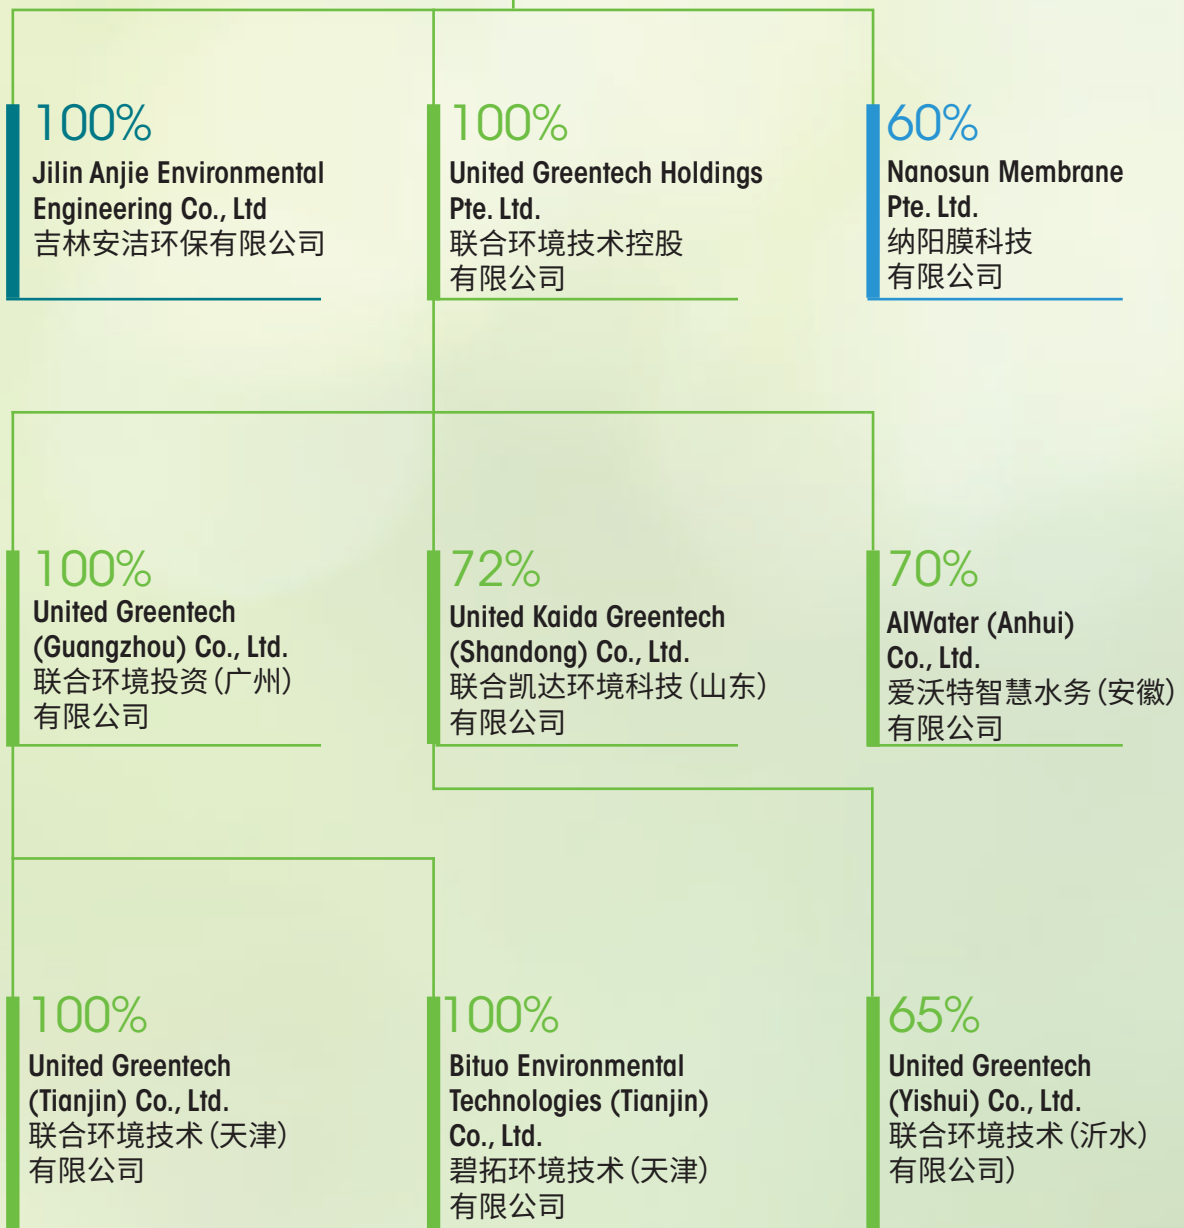 100%
Jilin Anjie Environmental
Engineering Co., Ltd
吉林安洁环保有限公司
100%
United Greentech Holdings
Pte. Ltd.
联合环境技术控股
有限公司
60%
Nanosun Membrane
Pte. Ltd.
纳阳膜科技
有限公司
100%
United Greentech
(Guangzhou) Co., Ltd.
联合环境投资(广州)
有限公司
72%
United Kaida Greentech
(Shandong) Co., Ltd.
联合凯达环境科技(山东)
有限公司
70%
AIWater (Anhui)
Co., Ltd.
爱沃特智慧水务(安徽)
有限公司
100%
United Greentech
(Tianjin) Co., Ltd.
联合环境技术(天津)
有限公司
100%
Bituo Environmental
Technologies (Tianjin)
Co., Ltd.
碧拓环境技术(天津)
有限公司
65%
United Greentech
(Yishui) Co., Ltd.
联合环境技术(沂水)
有限公司)